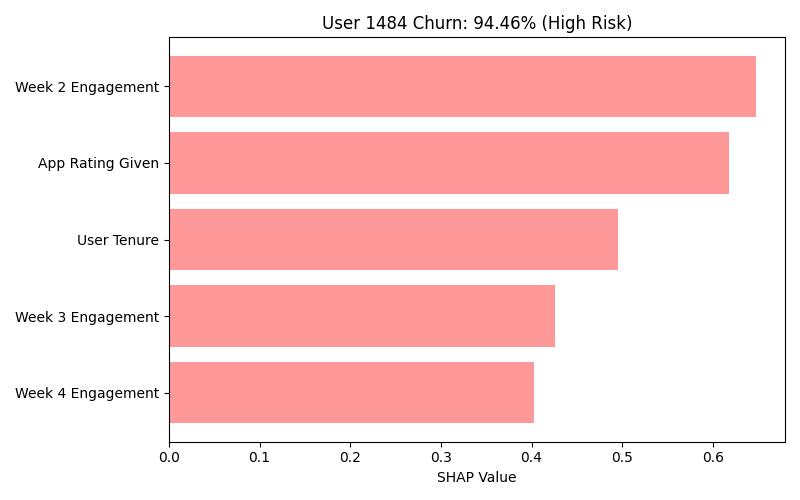 User 1484 Churn: 94.46% (High Risk)
Week 2 Engagement
App Rating Given
User Tenure
Week 3 Engagement
Week 4 Engagement
0.0 0.1 0.2 0.3 0.4 0.5 0.6
SHAP Value